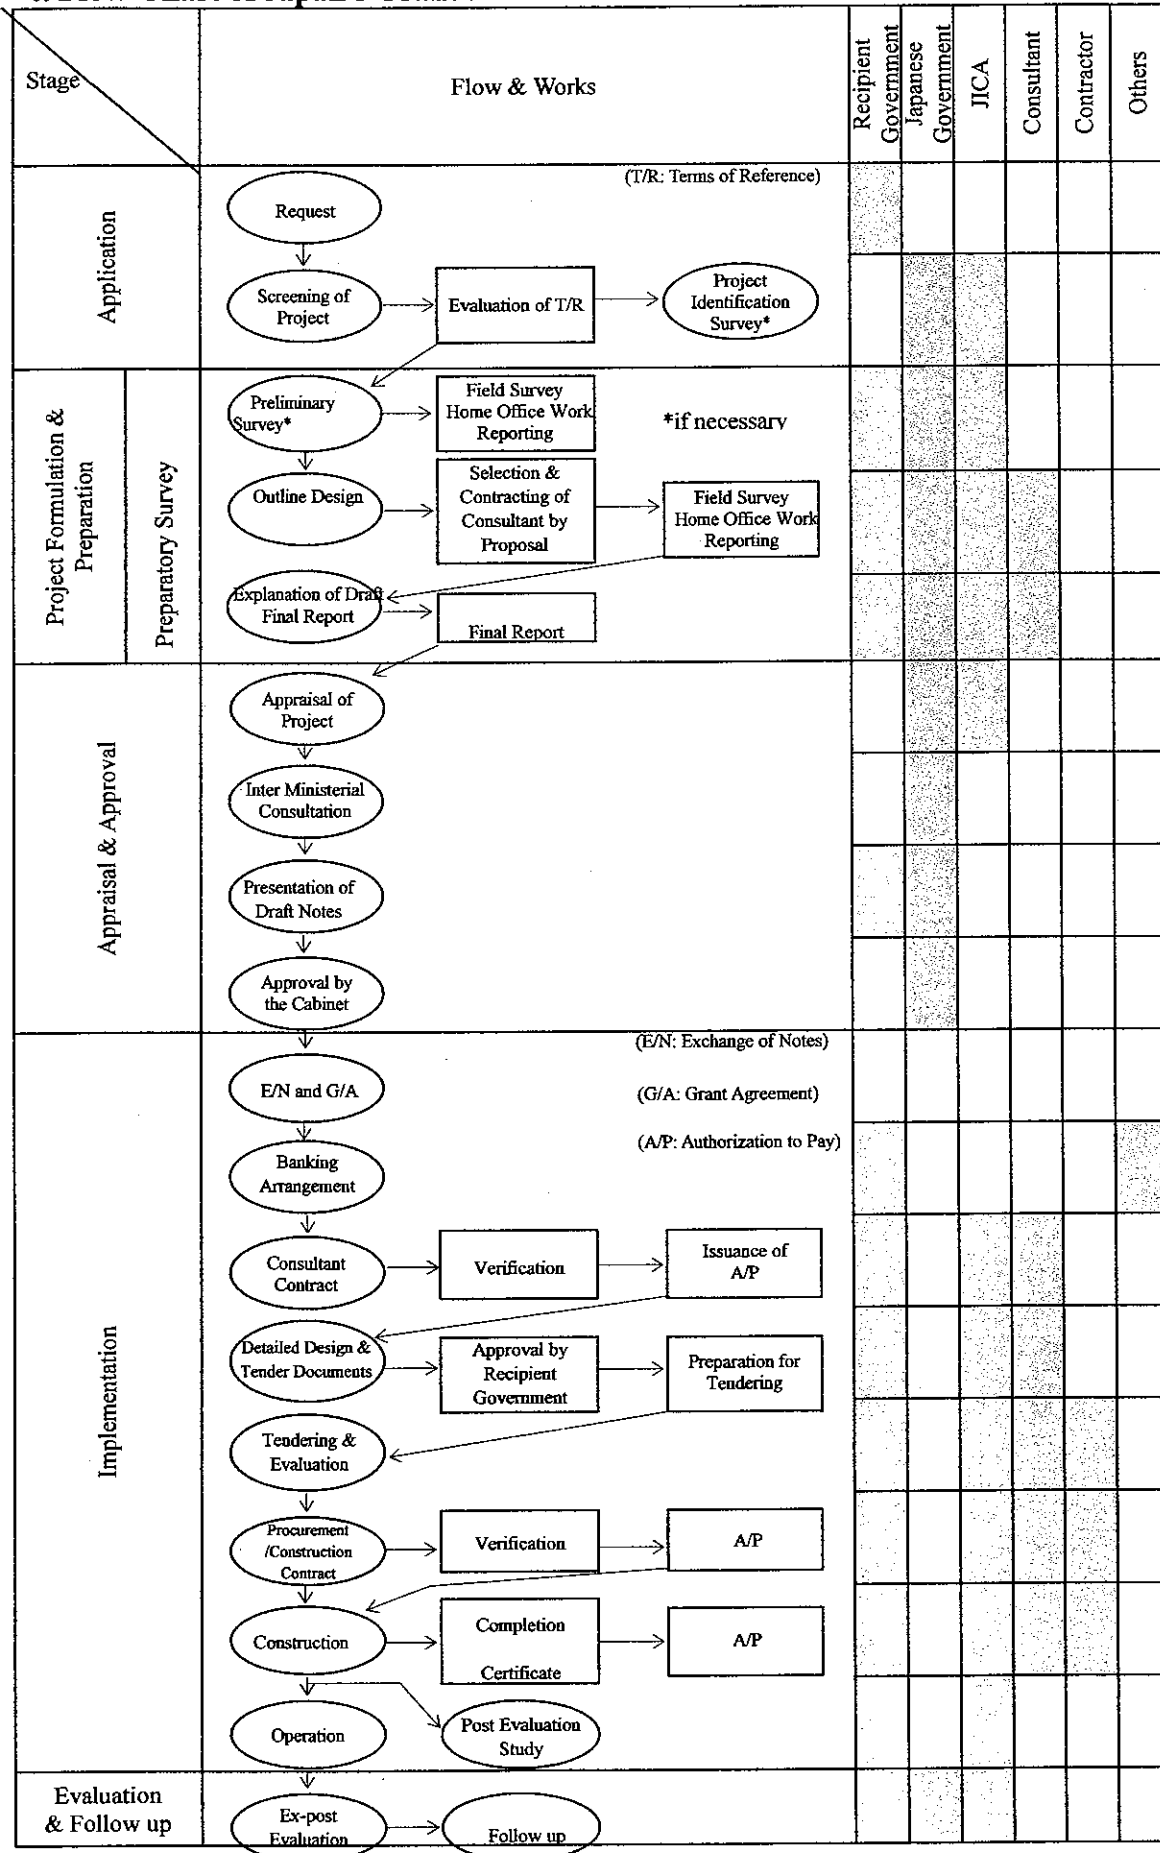 Stage
Flow & Works
Recipient
Government
Japanese
Government
JICA
Consultant
Contractor
Others
Application
(T/R: Terms of Reference)
Request
Screening of
Project
Evaluation of T/R
Project
Identification
Survey*
Project Formulation &
Preparation
Preparatory Survey
Preliminary
Survey*
Field Survey
Home Office Work
Reporting
*if necessary
Outline Design
Selection &
Contracting of
Consultant by
Proposal
Field Survey
Home Office Work
Reporting
Explanation of Draft
Final Report
Final Report
Appraisal & Approval
Appraisal of
Project
Inter Ministerial
Consultation
Presentation of
Draft Notes
Approval by
the Cabinet
Implementation
(E/N: Exchange of Notes)
E/N and G/A
(G/A: Grant Agreement)
(A/P: Authorization to Pay)
Banking
Arrangement
Consultant
Contract
Verification
Issuance of
A/P
Detailed Design &
Tender Documents
Approval by
Recipient
Government
Preparation for
Tendering
Tendering &
Evaluation
Procurement
/Construction
Contract
Verification
A/P
Construction
Completion
Certificate
A/P
Operation
Post Evaluation
Study
Evaluation
& Follow up
Ex-post
Evaluation
Follow up